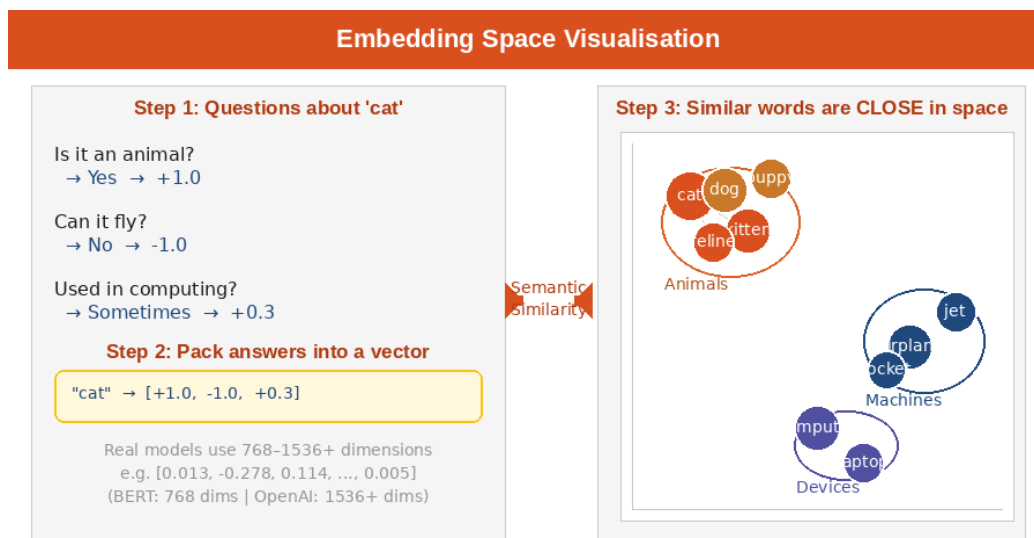 Embedding Space Visualisation
Step 1: Questions about 'cat'
Is it an animal?
→ Yes → +1.0
Can it fly?
→ No → -1.0
Used in computing?
→ Sometimes → +0.3
Step 2: Pack answers into a vector
"cat" → [+1.0, -1.0, +0.3]
Real models use 768–1536+ dimensions
e.g. [0.013, -0.278, 0.114, ..., 0.005]
(BERT: 768 dims | OpenAI: 1536+ dims)
Semantic
Similarity
Step 3: Similar words are CLOSE in space
cat
dog
Animals
jet
Machines
Devices